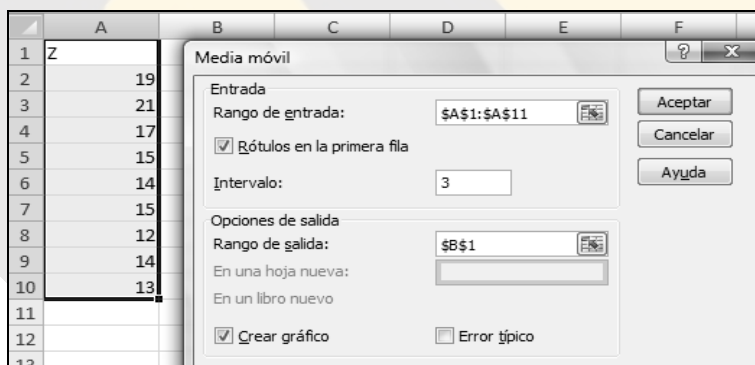 A B C D E F
1 Z
2 19
3 21
4 17
5 15
6 14
7 15
8 12
9 14
10 13
11
12
13
Media móvil
Entrada
Rango de entrada: $A$1:$A$11
Rótulos en la primera fila
Intervalo: 3
Opciones de salida
Rango de salida: $B$1
En una hoja nueva:
En un libro nuevo
Crear gráfico Error típico
Aceptar
Cancelar
Ayuda